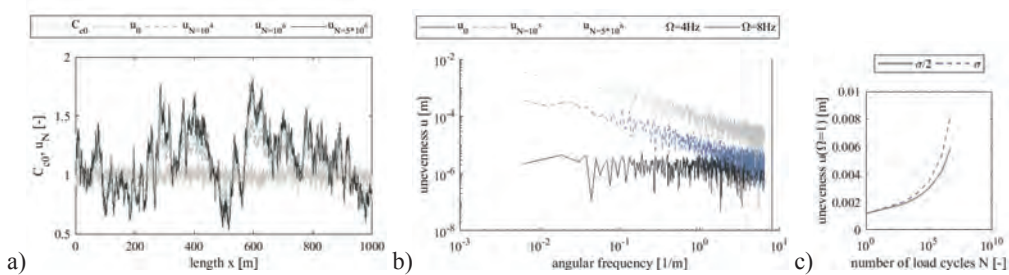 C_c0 u_0 u_N=10^4 u_N=10^6 u_N=5*10^6
2
1.5
1
0.5
C_c0, u_N [-]
0 200 400 600 800 1000
length x [m]
a)
u_0 u_N=10^5 u_N=5*10^6 Ω=4Hz Ω=8Hz
10^-2
10^-4
10^-6
10^-8
unevenness u [m]
10^-3 10^-2 10^-1 10^0 10^1
angular frequency [1/m]
b)
σ/2 σ
0.01
0.008
0.006
0.004
0.002
0
uneveness u(Ω=1) [m]
10^0 10^5 10^10
number of load cycles N [-]
c)